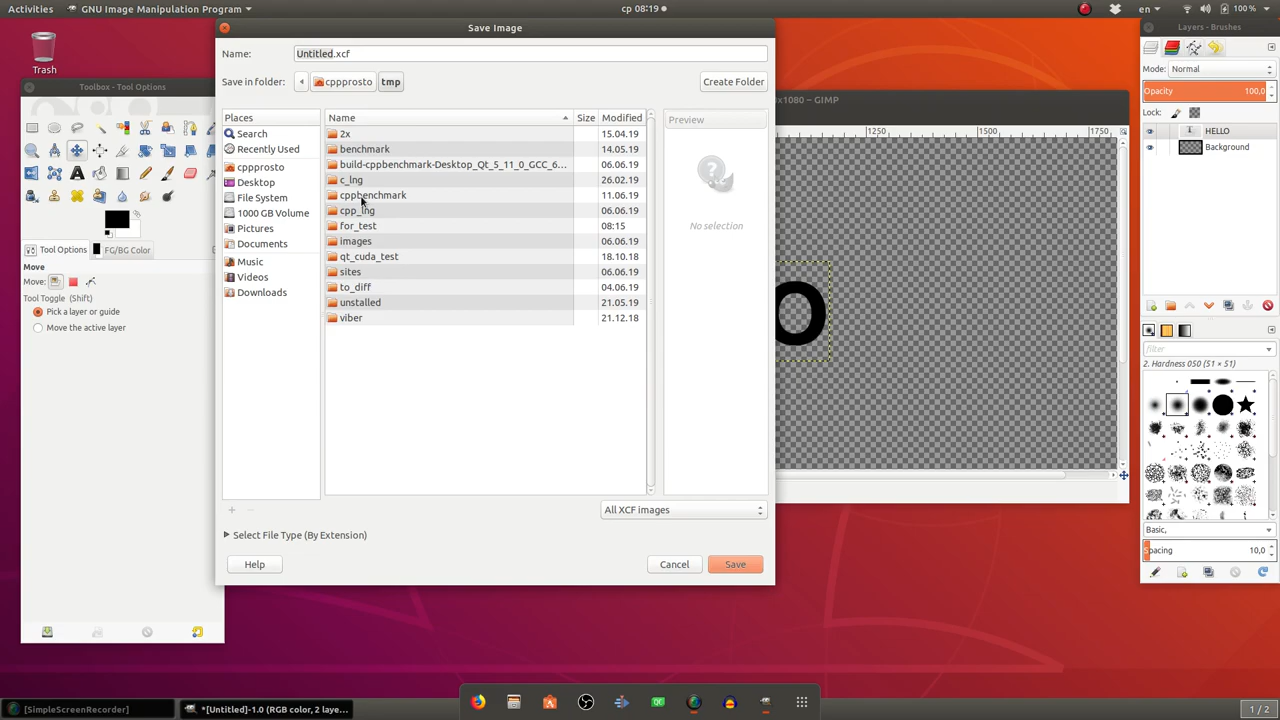 Activities
GNU Image Manipulation Program
ср 08:19
en
100 %
Save Image
Layers - Brushes
Trash
Toolbox - Tool Options
Name:
Untitled.xcf
Save in folder:
cppprosto
tmp
Create Folder
Mode:
Normal
Opacity
100,0
Lock:
HELLO
Background
0x1080 – GIMP
1250
1500
1750
Places
Search
Recently Used
cppprosto
Desktop
File System
1000 GB Volume
Pictures
Documents
Music
Videos
Downloads
Name
Size
Modified
2x
15.04.19
benchmark
14.05.19
build-cppbenchmark-Desktop_Qt_5_11_0_GCC_6...
06.06.19
c_lng
26.02.19
cppbenchmark
11.06.19
cpp_lng
06.06.19
for_test
08:15
images
06.06.19
qt_cuda_test
18.10.18
sites
06.06.19
to_diff
04.06.19
unstalled
21.05.19
viber
21.12.18
Preview
No selection
O
Tool Options
FG/BG Color
Move
Move:
Tool Toggle (Shift)
Pick a layer or guide
Move the active layer
filter
2. Hardness 050 (51 × 51)
Basic,
Spacing
10,0
All XCF images
Select File Type (By Extension)
Help
Cancel
Save
[SimpleScreenRecorder]
*[Untitled]-1.0 (RGB color, 2 laye...
1 / 2